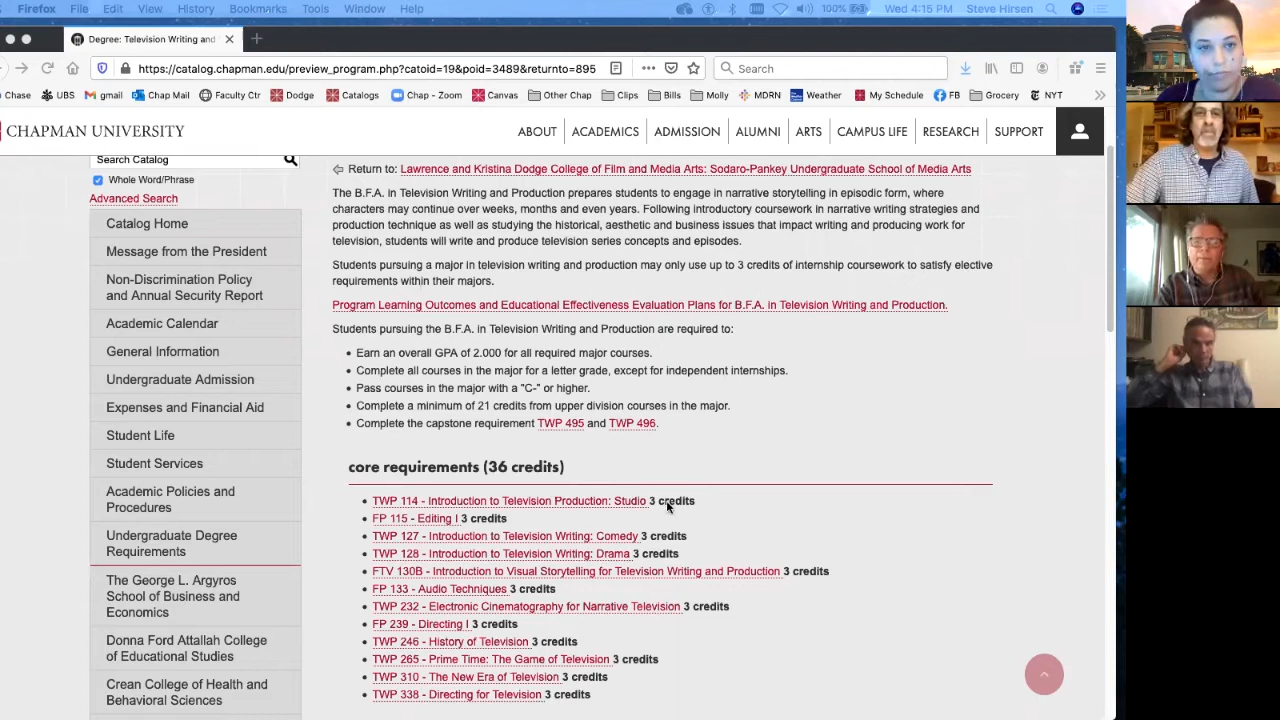 Firefox File Edit View History Bookmarks Tools Window Help 100% Wed 4:15 PM Steve Hirsen
Degree: Television Writing and
https://catalog.chapman.edu/preview_program.php?catoid=19&poid=3489&returnto=895
Search
Chase UBS gmail Chap Mail Faculty Ctr Dodge Catalogs Chap - Zoom Canvas Other Chap Clips Bills Molly MDRN Weather My Schedule FB Grocery NYT
CHAPMAN UNIVERSITY
ABOUT ACADEMICS ADMISSION ALUMNI ARTS CAMPUS LIFE RESEARCH SUPPORT
Search Catalog
Whole Word/Phrase
Advanced Search
Catalog Home
Message from the President
Non-Discrimination Policy
and Annual Security Report
Academic Calendar
General Information
Undergraduate Admission
Expenses and Financial Aid
Student Life
Student Services
Academic Policies and
Procedures
Undergraduate Degree
Requirements
The George L. Argyros
School of Business and
Economics
Donna Ford Attallah College
of Educational Studies
Crean College of Health and
Behavioral Sciences
Return to: Lawrence and Kristina Dodge College of Film and Media Arts: Sodaro-Pankey Undergraduate School of Media Arts
The B.F.A. in Television Writing and Production prepares students to engage in narrative storytelling in episodic form, where
characters may continue over weeks, months and even years. Following introductory coursework in narrative writing strategies and
production technique as well as studying the historical, aesthetic and business issues that impact writing and producing work for
television, students will write and produce television series concepts and episodes.
Students pursuing a major in television writing and production may only use up to 3 credits of internship coursework to satisfy elective
requirements within their majors.
Program Learning Outcomes and Educational Effectiveness Evaluation Plans for B.F.A. in Television Writing and Production.
Students pursuing the B.F.A. in Television Writing and Production are required to:
• Earn an overall GPA of 2.000 for all required major courses.
• Complete all courses in the major for a letter grade, except for independent internships.
• Pass courses in the major with a "C-" or higher.
• Complete a minimum of 21 credits from upper division courses in the major.
• Complete the capstone requirement TWP 495 and TWP 496.
core requirements (36 credits)
• TWP 114 - Introduction to Television Production: Studio 3 credits
• FP 115 - Editing I 3 credits
• TWP 127 - Introduction to Television Writing: Comedy 3 credits
• TWP 128 - Introduction to Television Writing: Drama 3 credits
• FTV 130B - Introduction to Visual Storytelling for Television Writing and Production 3 credits
• FP 133 - Audio Techniques 3 credits
• TWP 232 - Electronic Cinematography for Narrative Television 3 credits
• FP 239 - Directing I 3 credits
• TWP 246 - History of Television 3 credits
• TWP 265 - Prime Time: The Game of Television 3 credits
• TWP 310 - The New Era of Television 3 credits
• TWP 338 - Directing for Television 3 credits